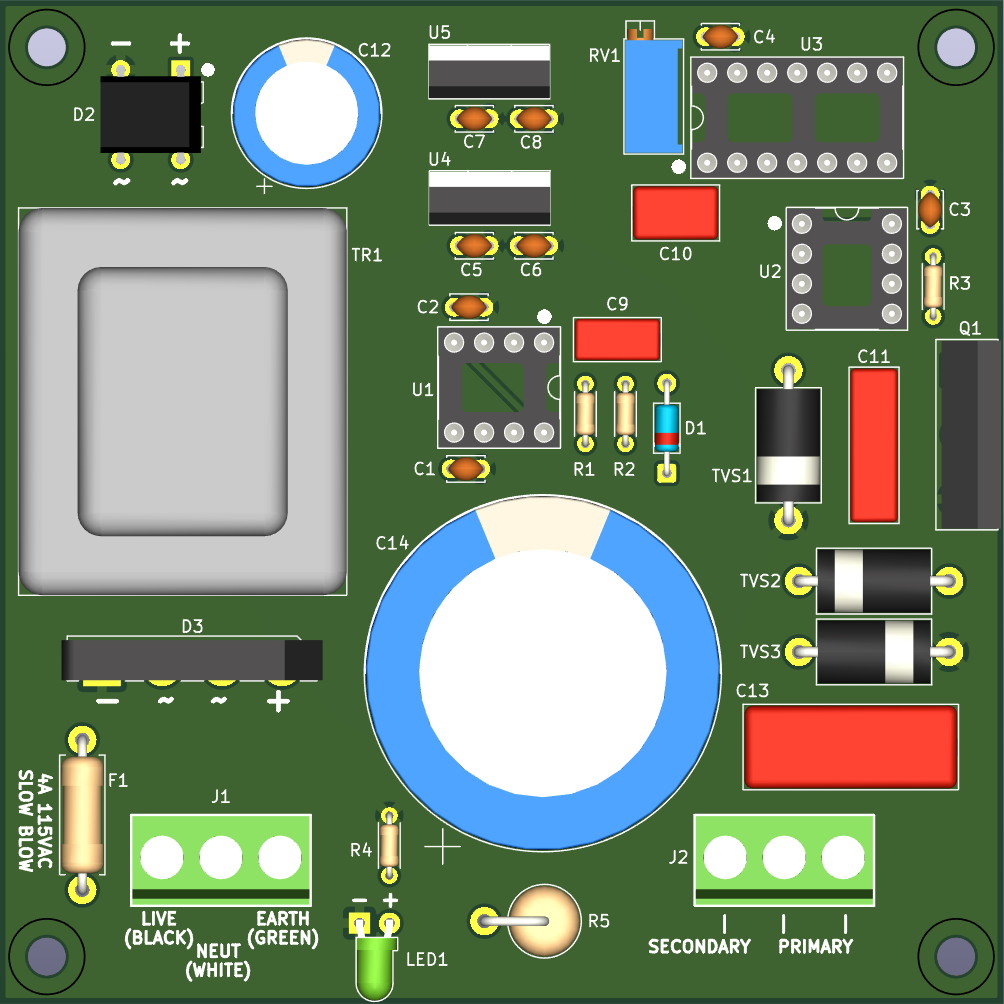 U5
C12
RV1
C4
U3
− +
D2
C7 C8
~ ~
+
U4
C3
C10
TR1
C5 C6
U2
R3
C2
C9
Q1
C11
U1
D1
C1
R1 R2
TVS1
C14
TVS2
D3
TVS3
− ~ ~ +
C13
4A 115VAC
SLOW BLOW
F1
J1
R4
+
J2
− +
LIVE
(BLACK)
NEUT
(WHITE)
EARTH
(GREEN)
R5
SECONDARY
PRIMARY
LED1